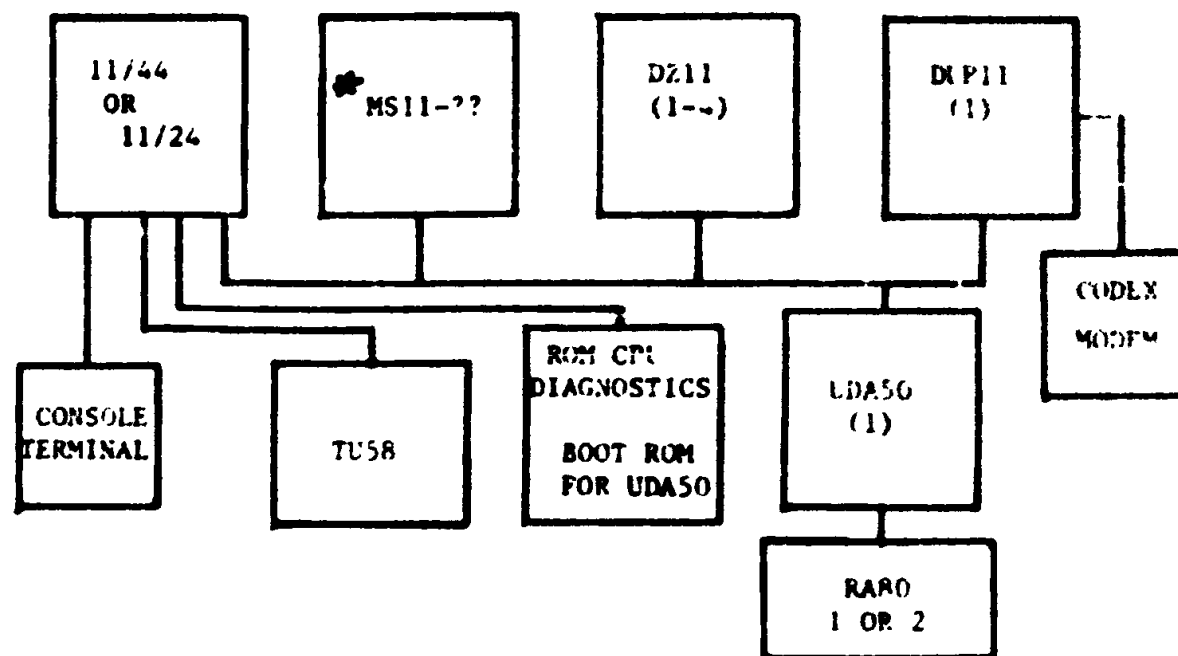 11/44
OR
11/24
* MS11-??
DZ11
(1-4)
DUP11
(1)
CODEX
MODEM
CONSOLE
TERMINAL
TU58
ROM CPU
DIAGNOSTICS
BOOT ROM
FOR UDA50
UDA50
(1)
RA80
1 OR 2